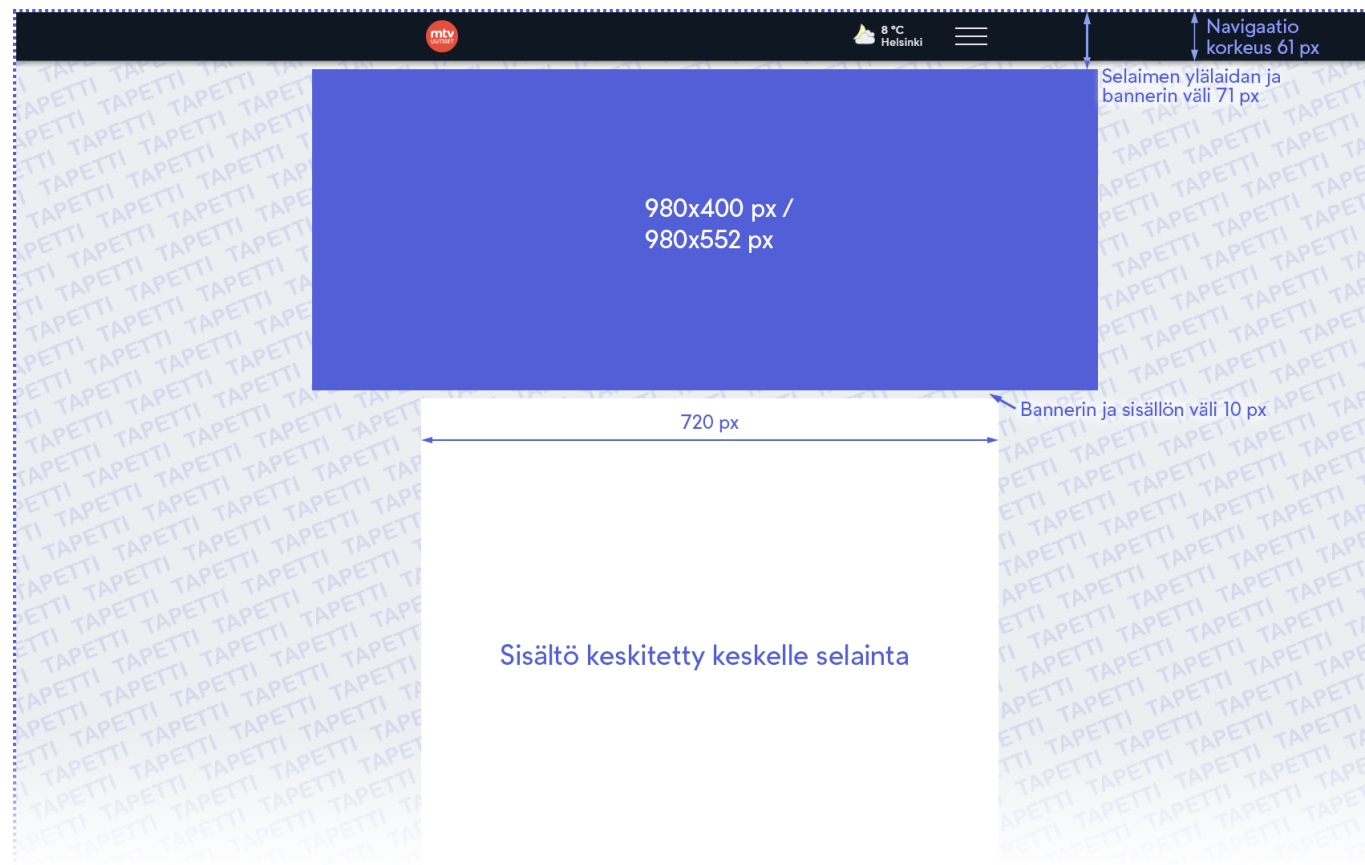 mtv
UUTISET
8 °C
Helsinki
Navigaatio
korkeus 61 px
Selaimen ylälaidan ja
bannerin väli 71 px
980x400 px /
980x552 px
Bannerin ja sisällön väli 10 px
720 px
Sisältö keskitetty keskelle selainta
TAPETTI